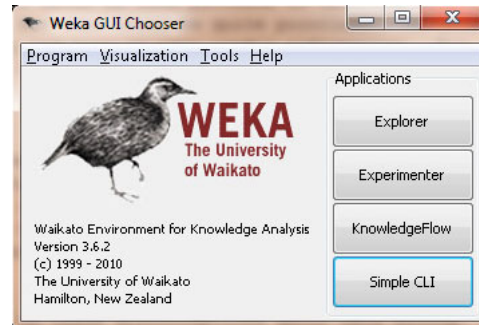 Weka GUI Chooser
Program Visualization Tools Help
Applications
WEKA
The University
of Waikato
Explorer
Experimenter
KnowledgeFlow
Simple CLI
Waikato Environment for Knowledge Analysis
Version 3.6.2
(c) 1999 - 2010
The University of Waikato
Hamilton, New Zealand